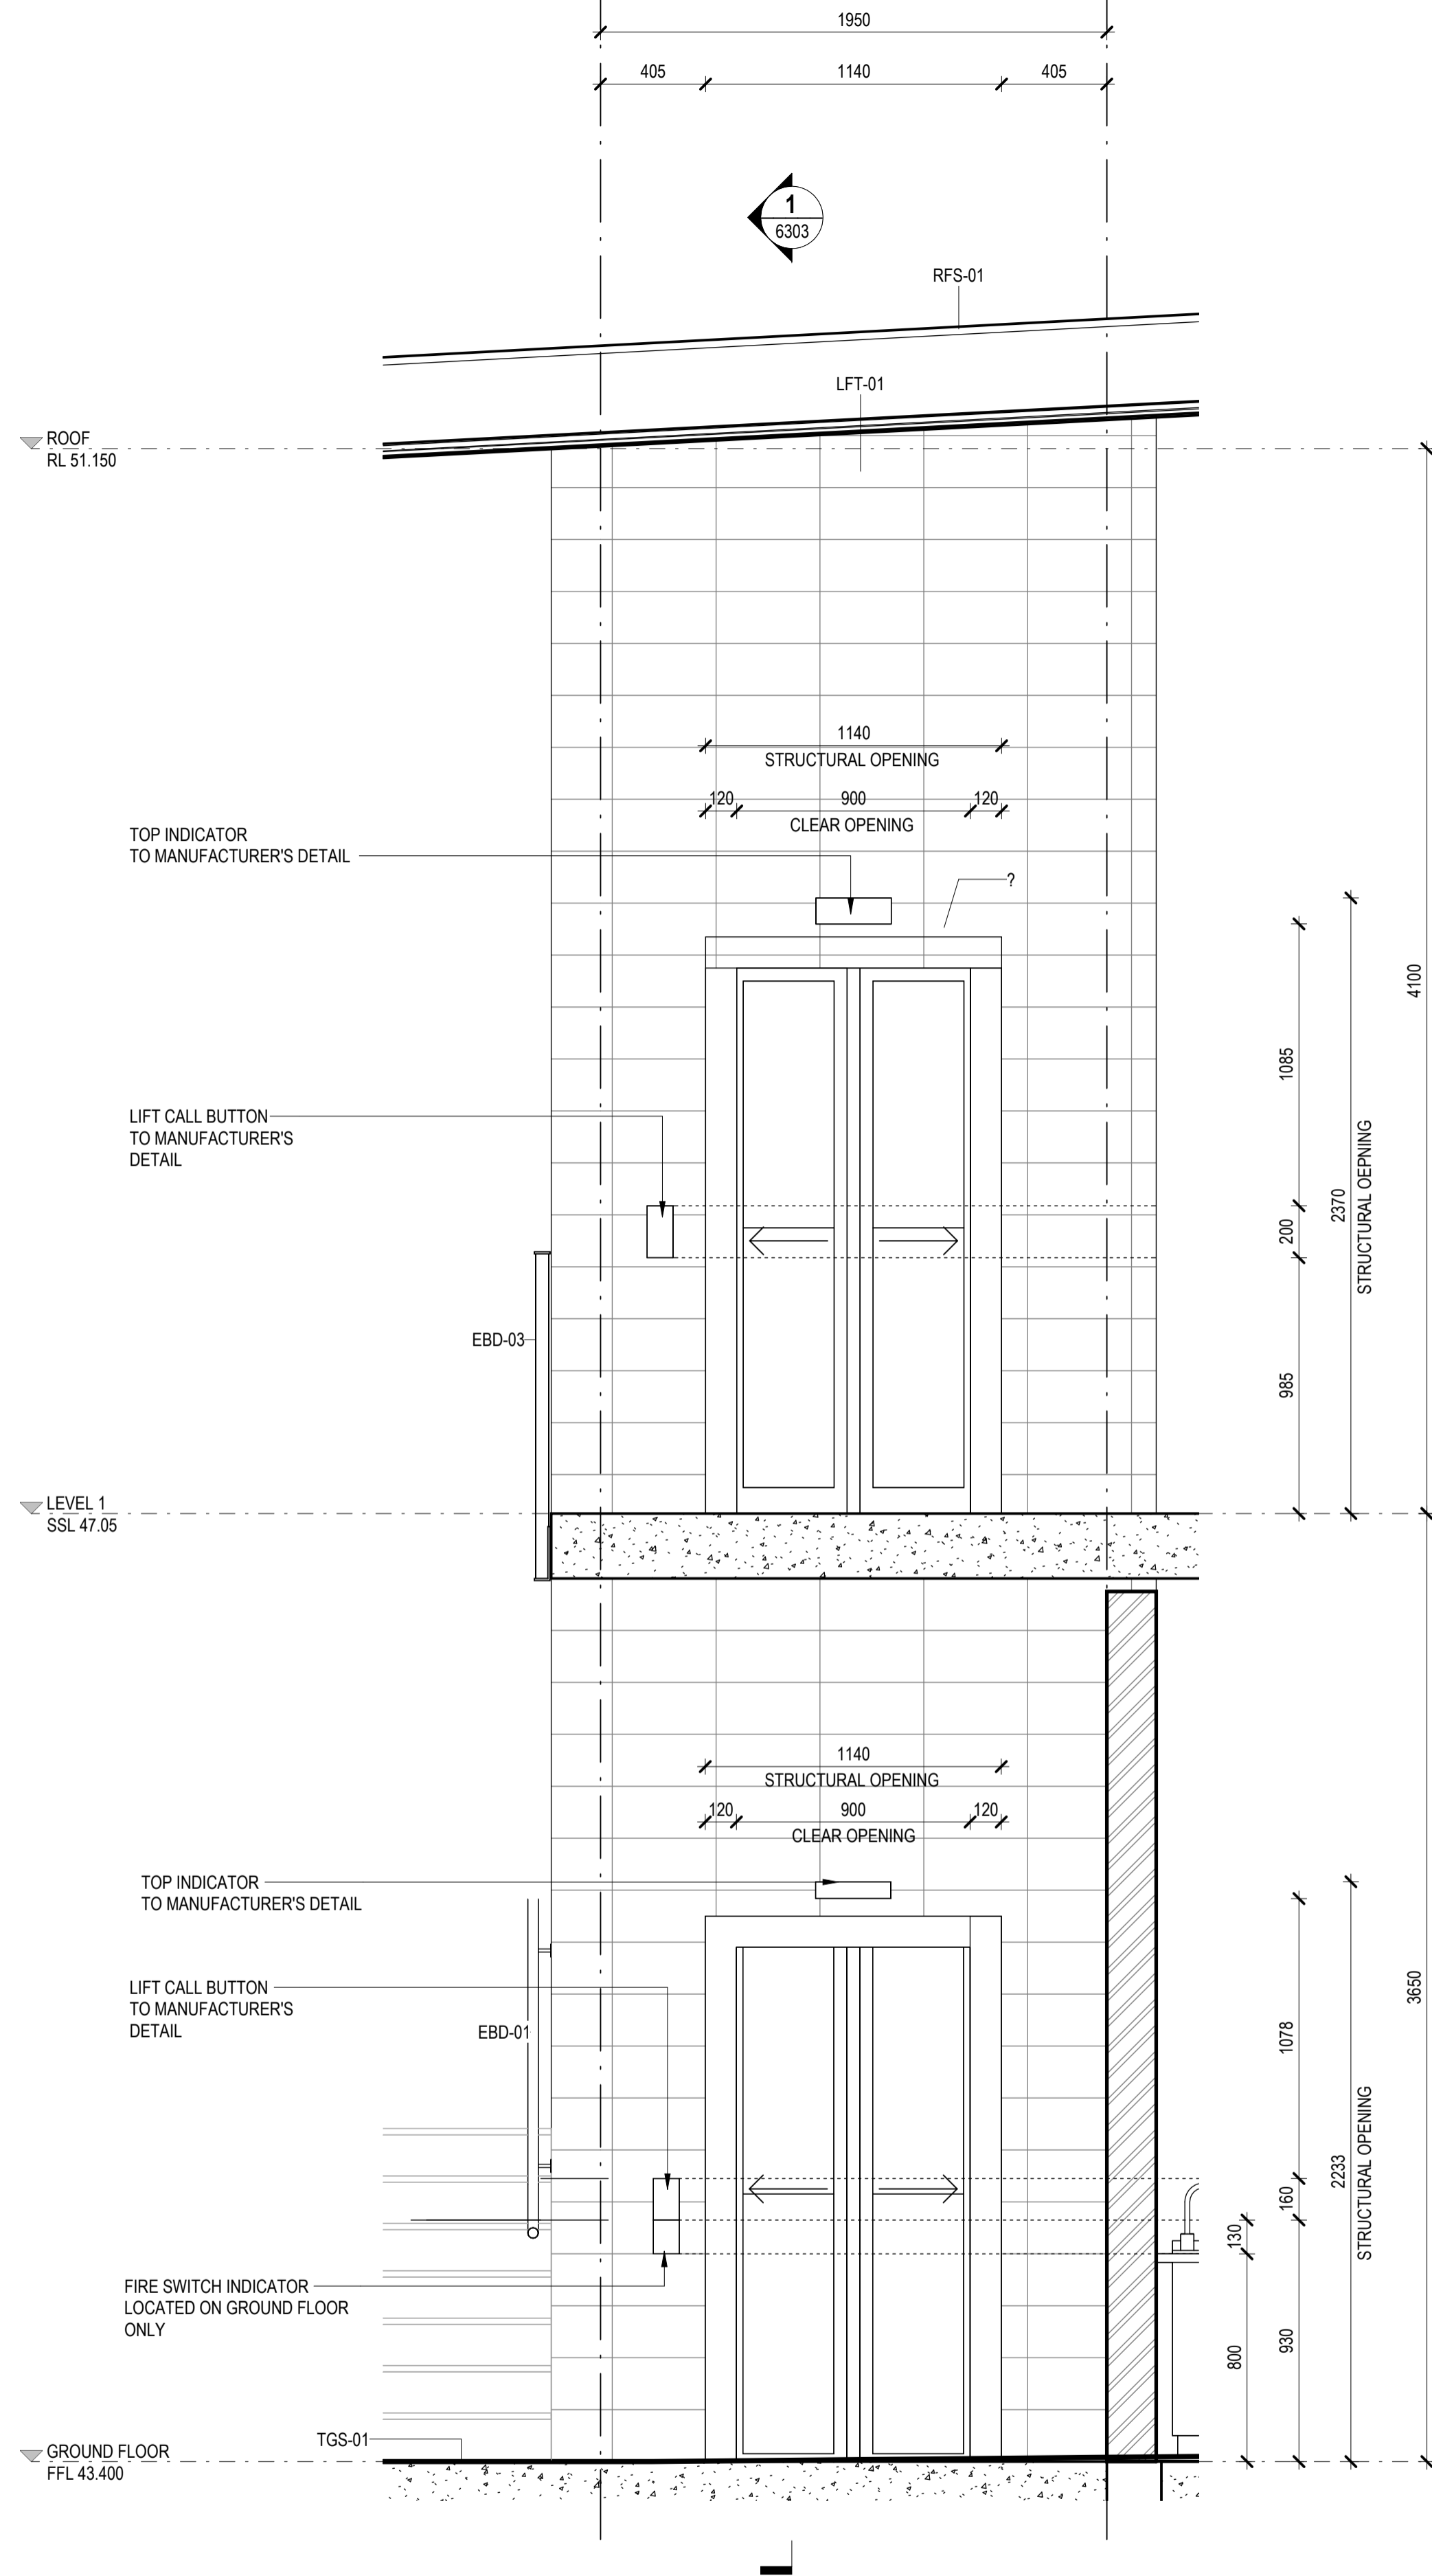 1950
405
1140
405
1
6303
RFS-01
LFT-01
ROOF
RL 51.150
1140
STRUCTURAL OPENING
120
900
120
CLEAR OPENING
TOP INDICATOR
TO MANUFACTURER'S DETAIL
?
4100
1085
LIFT CALL BUTTON
TO MANUFACTURER'S
DETAIL
2370
STRUCTURAL OEPNING
200
EBD-03
985
LEVEL 1
SSL 47.05
1140
STRUCTURAL OPENING
120
900
120
CLEAR OPENING
TOP INDICATOR
TO MANUFACTURER'S DETAIL
3650
LIFT CALL BUTTON
TO MANUFACTURER'S
DETAIL
EBD-01
1078
2233
STRUCTURAL OPENING
160
130
FIRE SWITCH INDICATOR
LOCATED ON GROUND FLOOR
ONLY
800
930
TGS-01
GROUND FLOOR
FFL 43.400